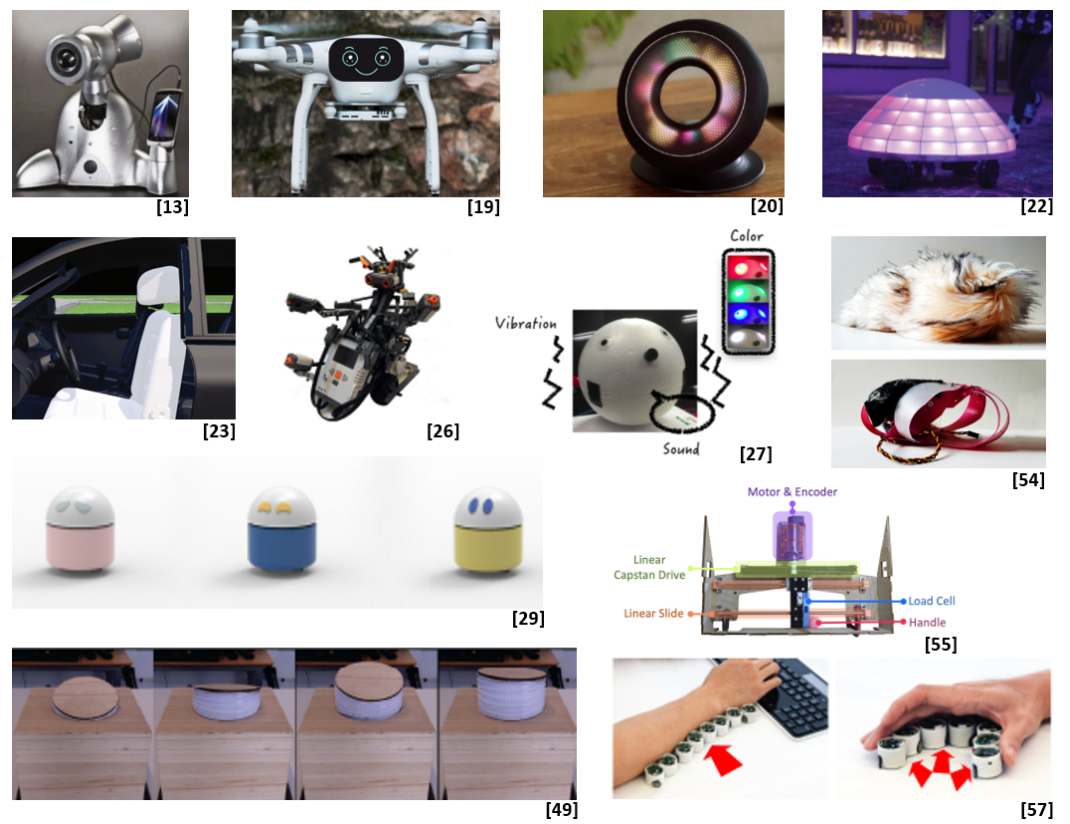 [13]
[19]
[20]
[22]
Color
Vibration
[23]
[26]
Sound
[27]
[54]
Motor & Encoder
Linear
Capstan Drive
Load Cell
Linear Slide
Handle
[29]
[55]
[49]
[57]